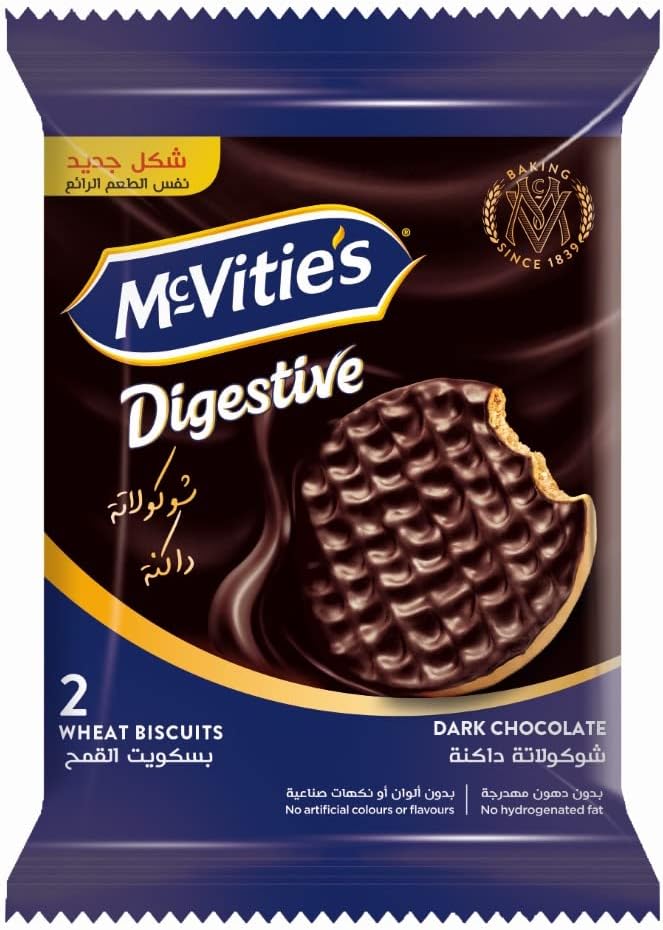 شكل جديد
نفس الطعم الرائع
BAKING
MVC
SINCE 1839
McVitie's®
Digestive
شوكولاتة
داكنة
2
WHEAT BISCUITS
بسكويت القمح
DARK CHOCOLATE
شوكولاتة داكنة
بدون ألوان أو نكهات صناعية
No artificial colours or flavours
بدون دهون مهدرجة
No hydrogenated fat